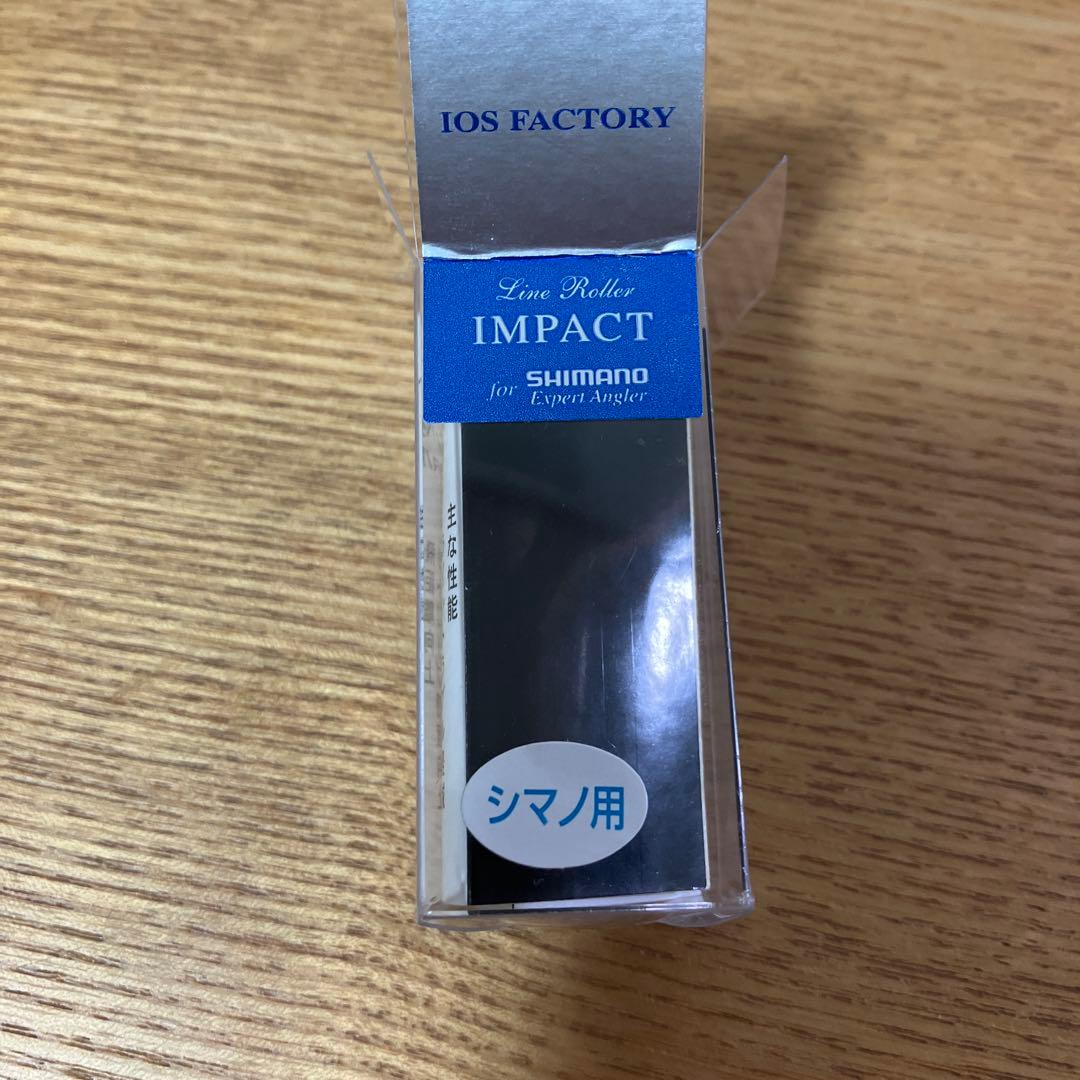 IOS FACTORY
Line Roller
IMPACT
for SHIMANO
Expert Angler
主な性能
シマノ用